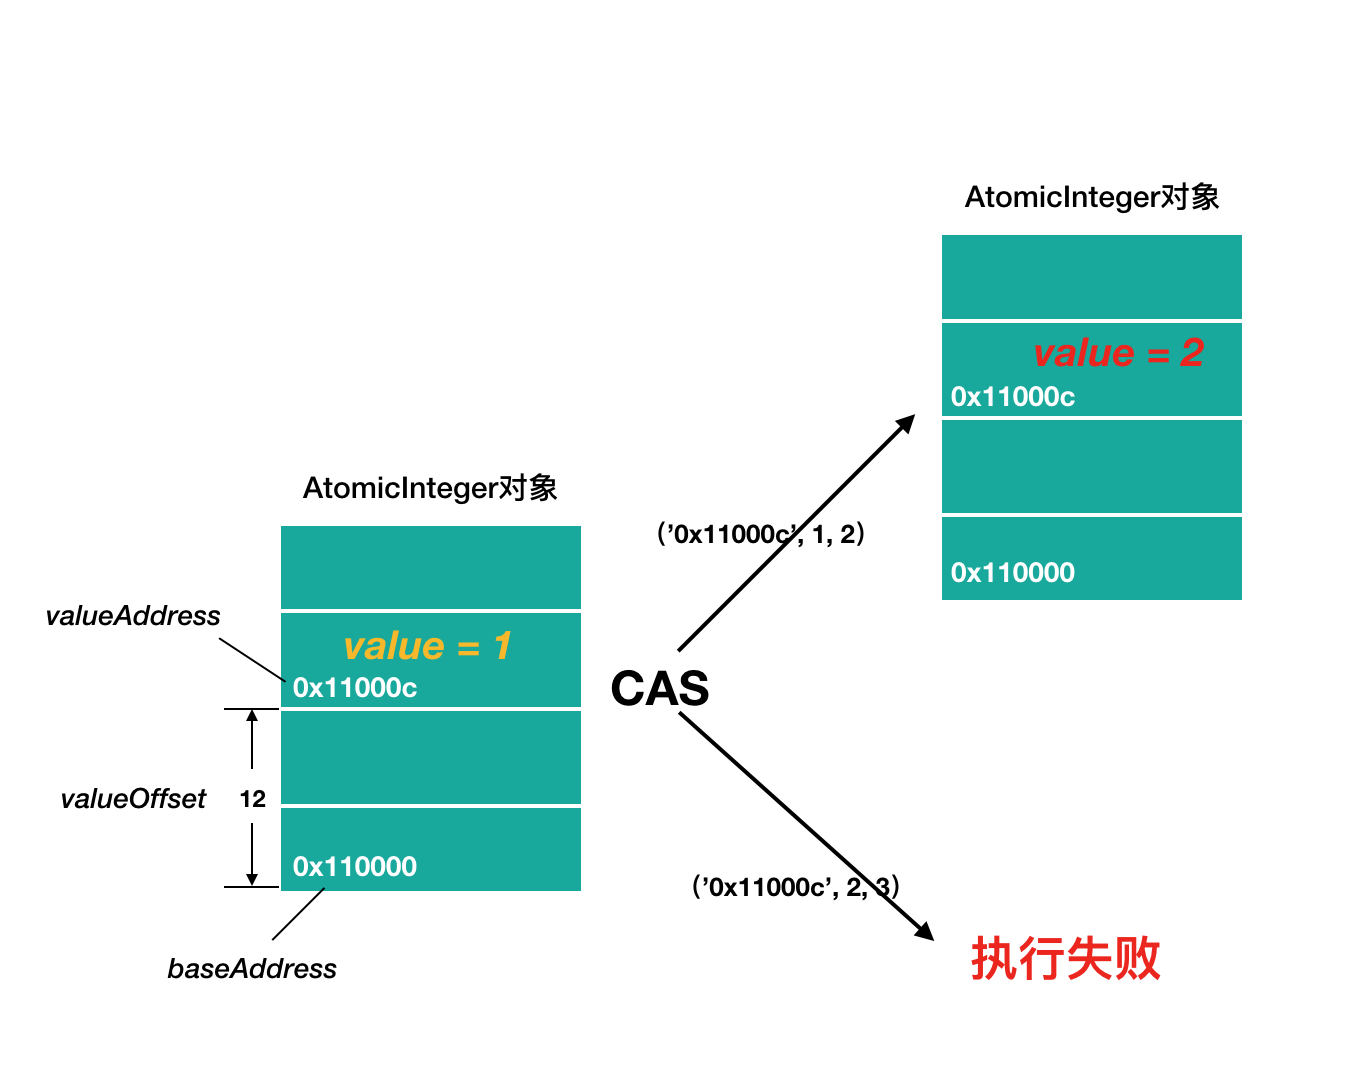 AtomicInteger对象
value = 2
0x11000c
0x110000
('0x11000c’, 1, 2)
AtomicInteger对象
valueAddress
value = 1
0x11000c
CAS
valueOffset
12
0x110000
(’0x11000c’, 2, 3)
baseAddress
执行失败